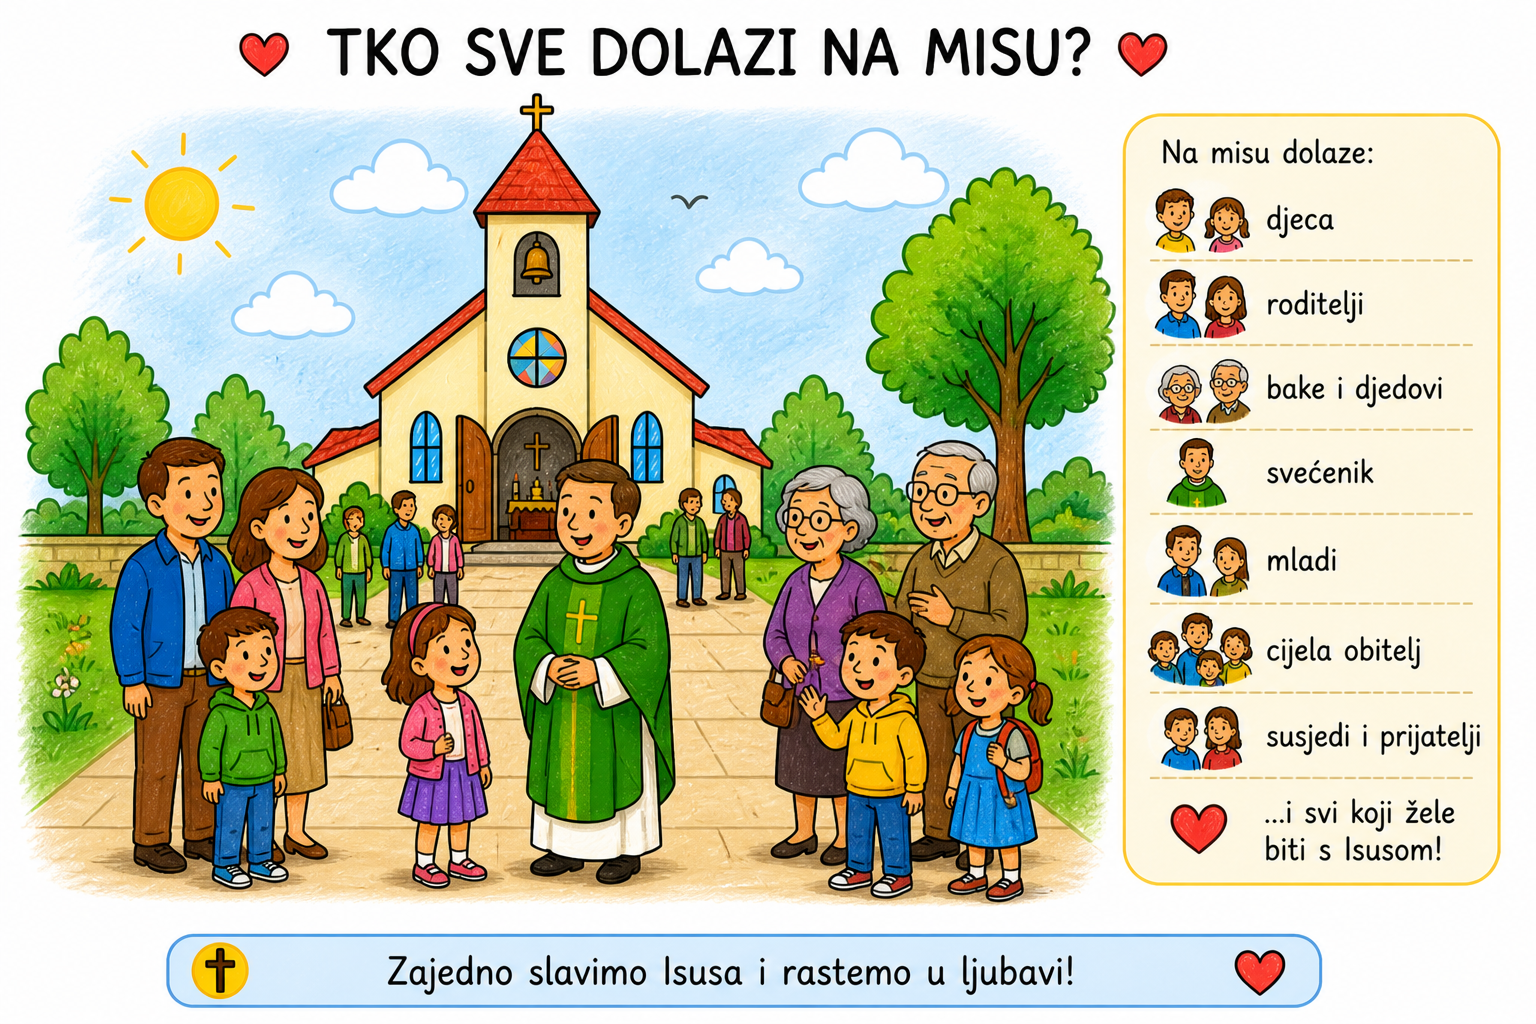 TKO SVE DOLAZI NA MISU?
Na misu dolaze:
djeca
roditelji
bake i djedovi
svećenik
mladi
cijela obitelj
susjedi i prijatelji
...i svi koji žele
biti s Isusom!
Zajedno slavimo Isusa i rastemo u ljubavi!